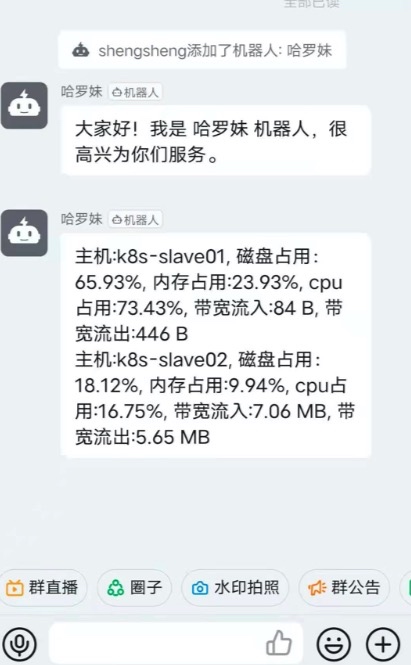 全部已读
shengsheng添加了机器人: 哈罗妹
哈罗妹 机器人
大家好！我是 哈罗妹 机器人，很
高兴为你们服务。
哈罗妹 机器人
主机:k8s-slave01, 磁盘占用：
65.93%, 内存占用:23.93%, cpu
占用:73.43%, 带宽流入:84 B, 带
宽流出:446 B
主机:k8s-slave02, 磁盘占用：
18.12%, 内存占用:9.94%, cpu占
用:16.75%, 带宽流入:7.06 MB, 带
宽流出:5.65 MB
群直播 圈子 水印拍照 群公告